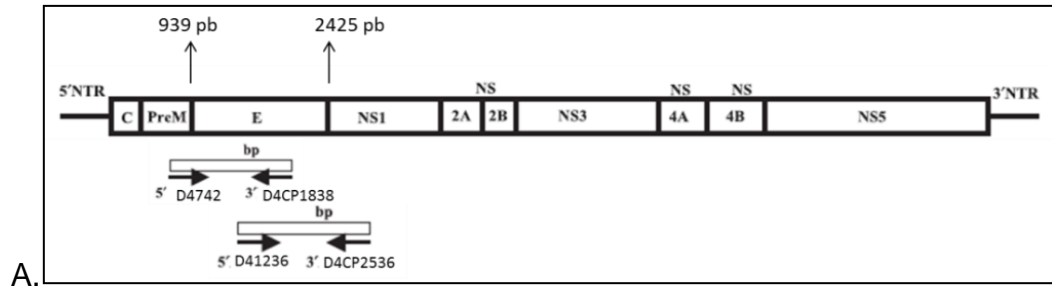 939 pb 2425 pb
NS NS NS
5´NTR 3´NTR
C PreM E NS1 2A 2B NS3 4A 4B NS5
bp
5´ D4742 3´ D4CP1838
bp
5´ D41236 3´ D4CP2536
A.